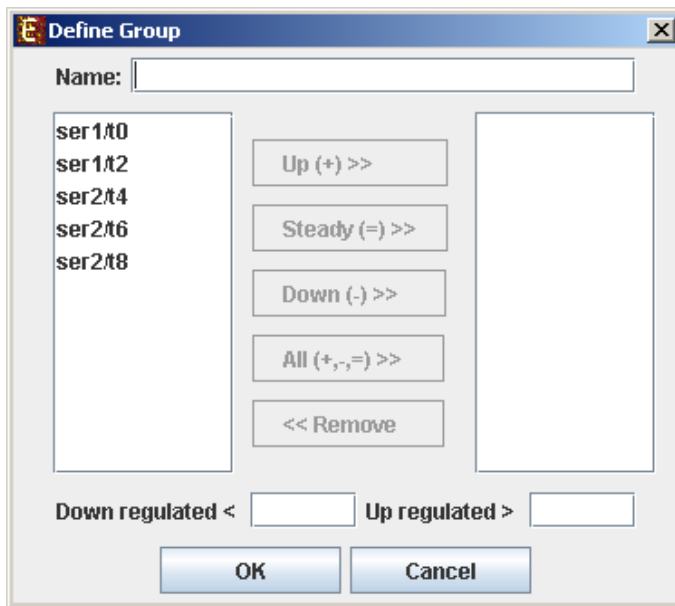 E Define Group
Name:
ser1/t0
ser1/t2
ser2/t4
ser2/t6
ser2/t8
Up (+) >>
Steady (=) >>
Down (-) >>
All (+,-,=) >>
<< Remove
Down regulated < Up regulated >
OK Cancel